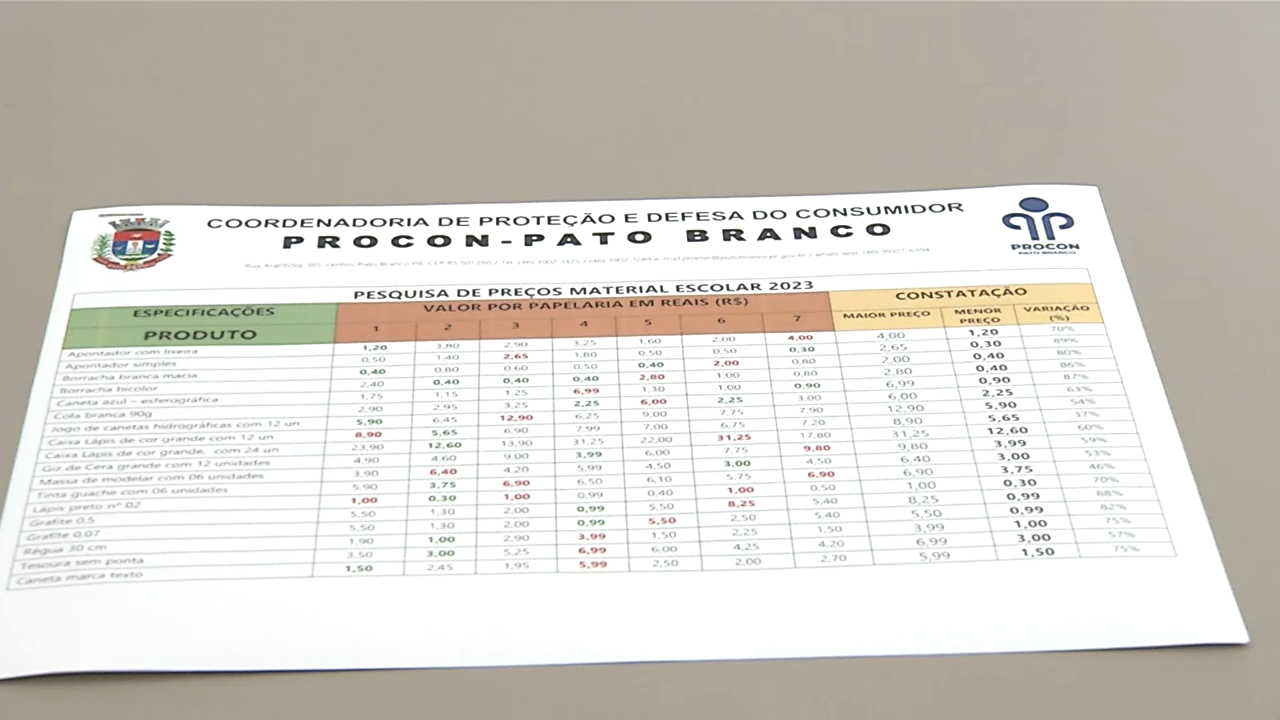 COORDENADORIA DE PROTEÇÃO E DEFESA DO CONSUMIDOR
PROCON-PATO BRANCO
PROCON
PATO BRANCO
PESQUISA DE PREÇOS MATERIAL ESCOLAR 2023
ESPECIFICAÇÕES VALOR POR PAPELARIA EM REAIS (R$) CONSTATAÇÃO
PRODUTO 1 2 3 4 5 6 7 MAIOR PREÇO MENOR PREÇO VARIAÇÃO (%)
Apontador com lixeira 1,20 3,80 2,90 3,25 1,60 2,00 4,00 4,00 1,20 70%
Apontador simples 0,50 1,40 2,65 1,80 0,50 0,50 0,30 2,65 0,30 89%
Borracha branca macia 0,40 0,80 0,60 0,50 0,40 2,00 0,80 2,00 0,40 80%
Borracha bicolor 2,40 0,40 0,40 0,40 2,80 1,00 0,80 2,80 0,40 86%
Caneta azul – esferográfica 1,75 1,15 1,25 6,99 1,30 1,00 0,90 6,99 0,90 87%
Cola branca 90g 2,90 2,95 3,25 2,25 6,00 2,25 3,00 6,00 2,25 63%
Jogo de canetas hidrográficas com 12 un 5,90 6,45 12,90 6,25 9,00 7,75 7,90 12,90 5,90 54%
Caixa Lápis de cor grande com 12 un 8,90 5,65 6,90 7,99 7,00 6,75 7,20 8,90 5,65 37%
Caixa Lápis de cor grande, com 24 un 23,90 12,60 13,90 31,25 22,00 31,25 17,80 31,25 12,60 60%
Giz de Cera grande com 12 unidades 4,90 4,60 9,00 3,99 6,00 7,75 9,80 9,80 3,99 59%
Massa de modelar com 06 unidades 3,90 6,40 4,20 5,99 4,50 3,00 4,50 6,40 3,00 53%
Tinta guache com 06 unidades 5,90 3,75 6,90 6,50 6,10 5,75 6,90 6,90 3,75 46%
Lápis preto nº 02 1,00 0,30 1,00 0,99 0,40 1,00 0,50 1,00 0,30 70%
Grafite 0,5 5,50 1,30 2,00 0,99 5,50 8,25 5,40 8,25 0,99 88%
Grafite 0,07 5,50 1,30 2,00 0,99 5,50 2,50 5,40 5,50 0,99 82%
Régua 30 cm 1,90 1,00 2,90 3,99 1,50 2,25 1,50 3,99 1,00 75%
Tesoura sem ponta 3,50 3,00 5,25 6,99 6,00 4,25 4,20 6,99 3,00 57%
Caneta marca texto 1,50 2,45 1,95 5,99 2,50 2,00 2,70 5,99 1,50 75%